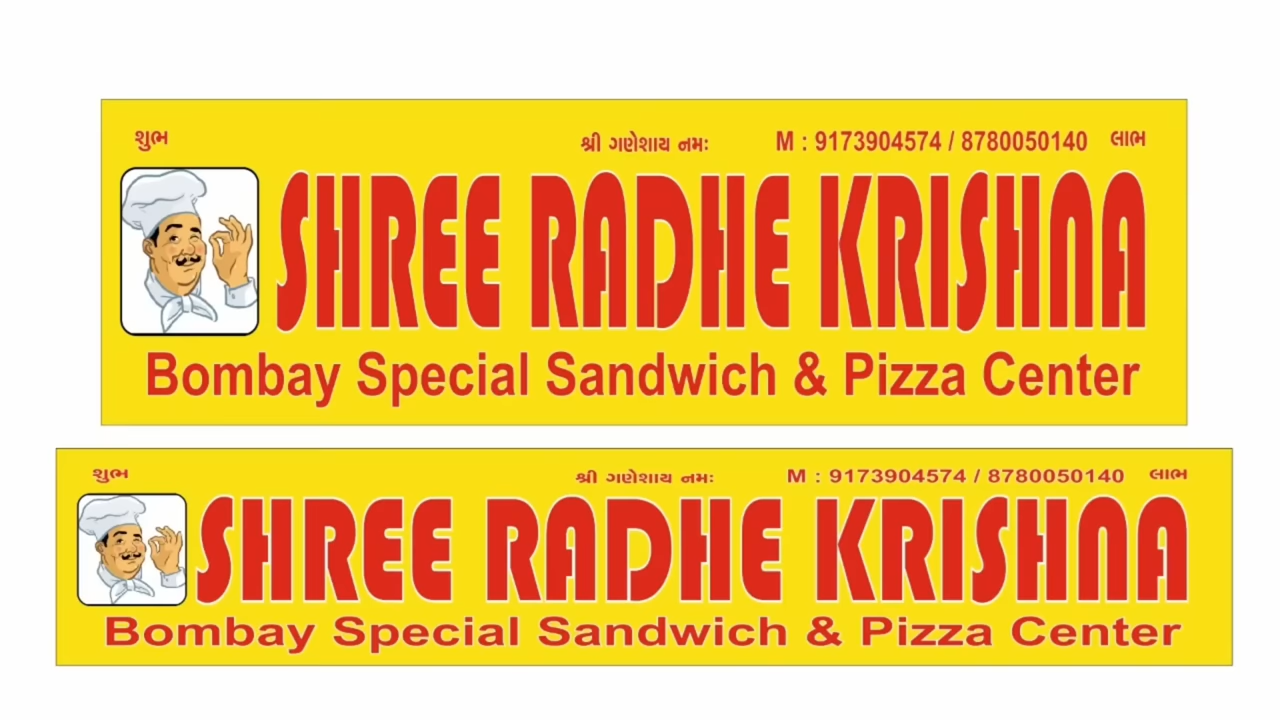 શુભ શ્રી ગણેશાય નમઃ M : 9173904574 / 8780050140 લાભ
SHREE RADHE KRISHNA
Bombay Special Sandwich & Pizza Center
શુભ શ્રી ગણેશાય નમઃ M : 9173904574 / 8780050140 લાભ
SHREE RADHE KRISHNA
Bombay Special Sandwich & Pizza Center